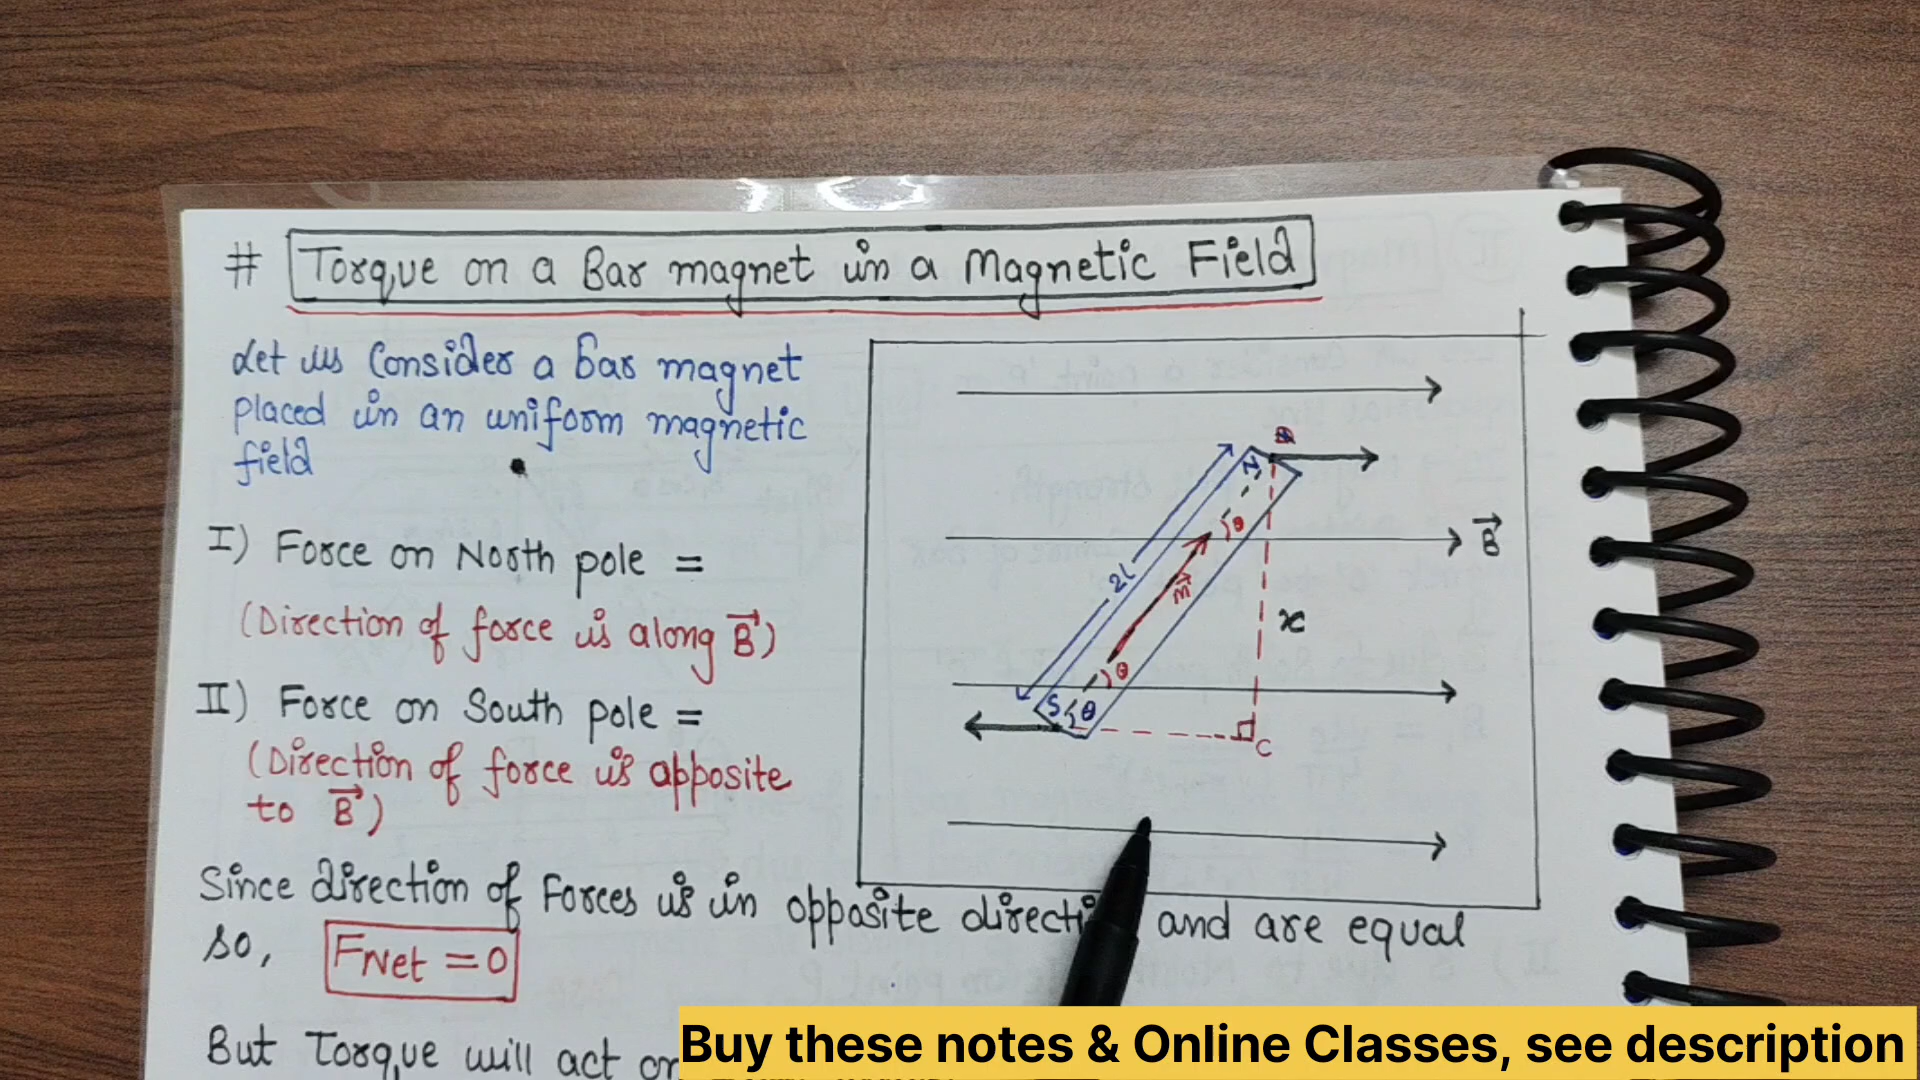 # Torque on a Bar magnet in a Magnetic Field
Let us Consider a bar magnet
placed in an uniform magnetic
field
I) Force on North pole =
(Direction of force is along B⃗)
II) Force on South pole =
(Direction of force is opposite
to B⃗)
Since direction of Forces is in opposite directi and are equal
so, FNet = 0
But Torque will act on
N
θ
B⃗
2l
m⃗
x
θ
S θ
C
Buy these notes & Online Classes, see description